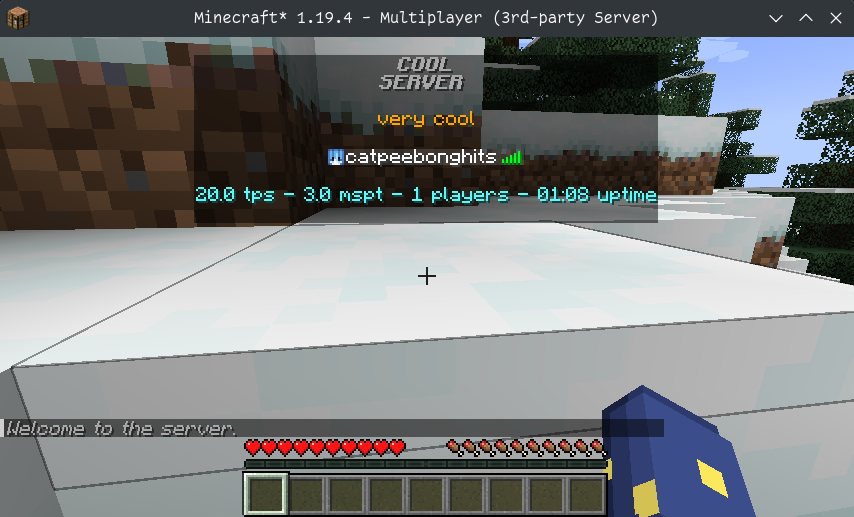 Minecraft* 1.19.4 - Multiplayer (3rd-party Server)
COOL
SERVER
very cool
catpeebonghits
20.0 tps - 3.0 mspt - 1 players - 01:08 uptime
Welcome to the server.